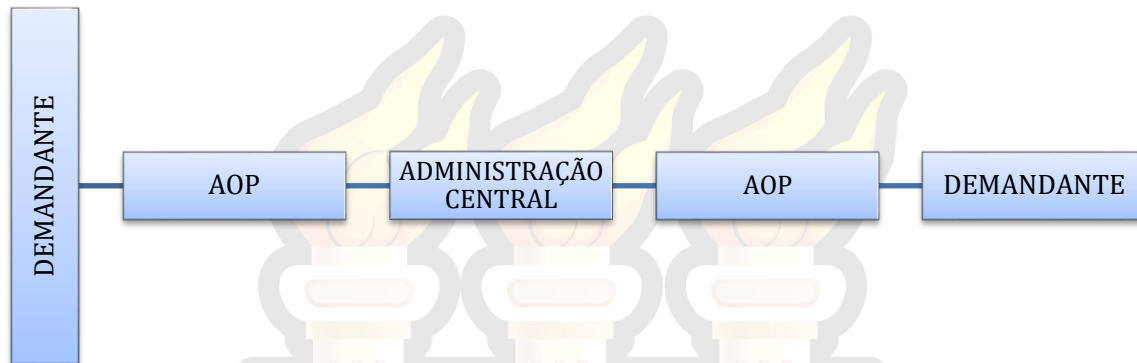 DEMANDANTE
AOP
ADMINISTRAÇÃO
CENTRAL
AOP
DEMANDANTE